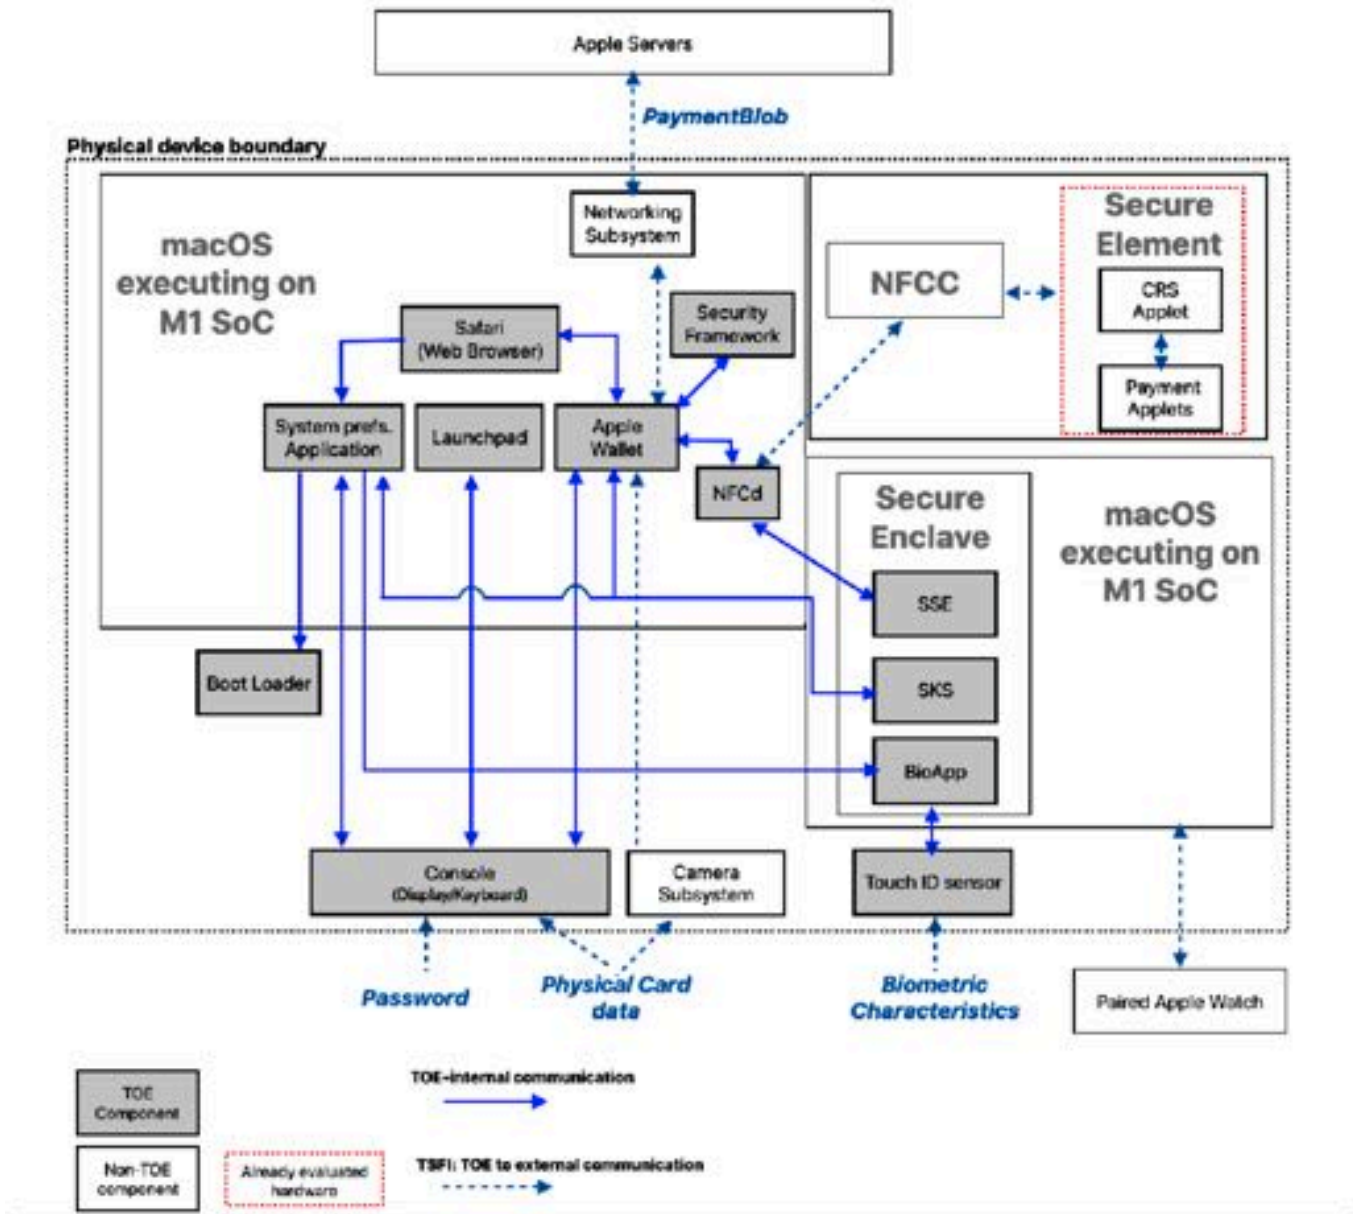 Apple Servers
PaymentBlob
Physical device boundary
macOS
executing on
M1 SoC
Networking
Subsystem
Secure
Element
NFCC
CRS
Applet
Payment
Applets
Safari
(Web Browser)
Security
Framework
System prefs.
Application
Launchpad
Apple
Wallet
NFCd
Secure
Enclave
macOS
executing on
M1 SoC
SSE
SKS
BioApp
Boot Loader
Console
(Display/Keyboard)
Camera
Subsystem
Touch ID sensor
Password
Physical Card
data
Biometric
Characteristics
Paired Apple Watch
TOE
Component
TOE-internal communication
Non-TOE
component
Already evaluated
hardware
TSFI: TOE to external communication